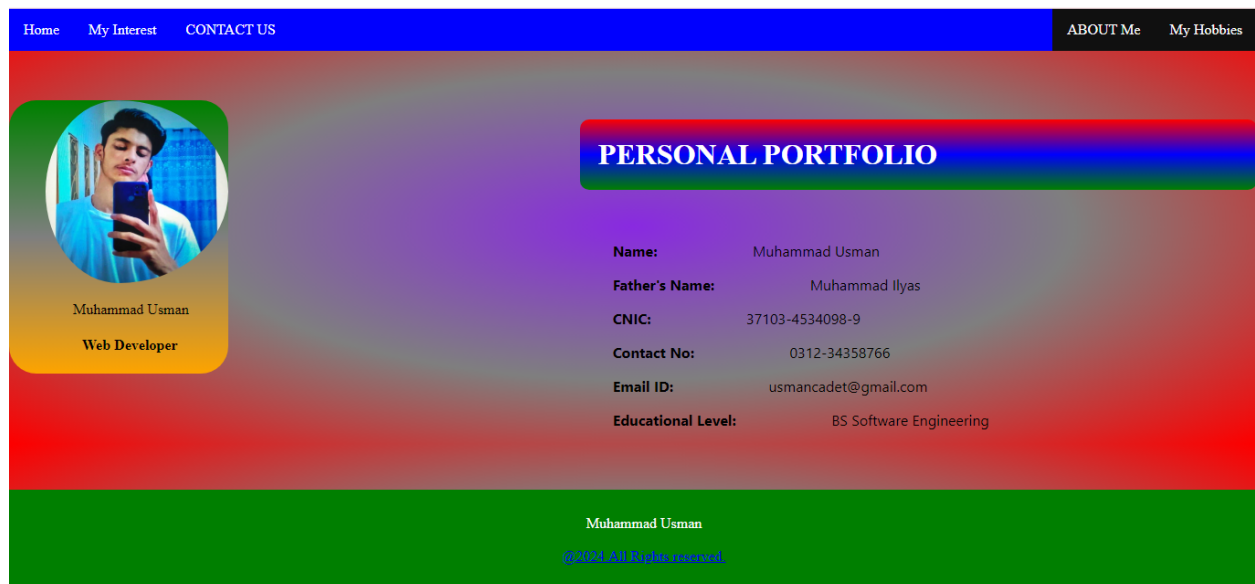 Home My Interest CONTACT US ABOUT Me My Hobbies
PERSONAL PORTFOLIO
Muhammad Usman
Web Developer
Name: Muhammad Usman
Father's Name: Muhammad Ilyas
CNIC: 37103-4534098-9
Contact No: 0312-34358766
Email ID: usmancadet@gmail.com
Educational Level: BS Software Engineering
Muhammad Usman
@2024 All Rights reserved.